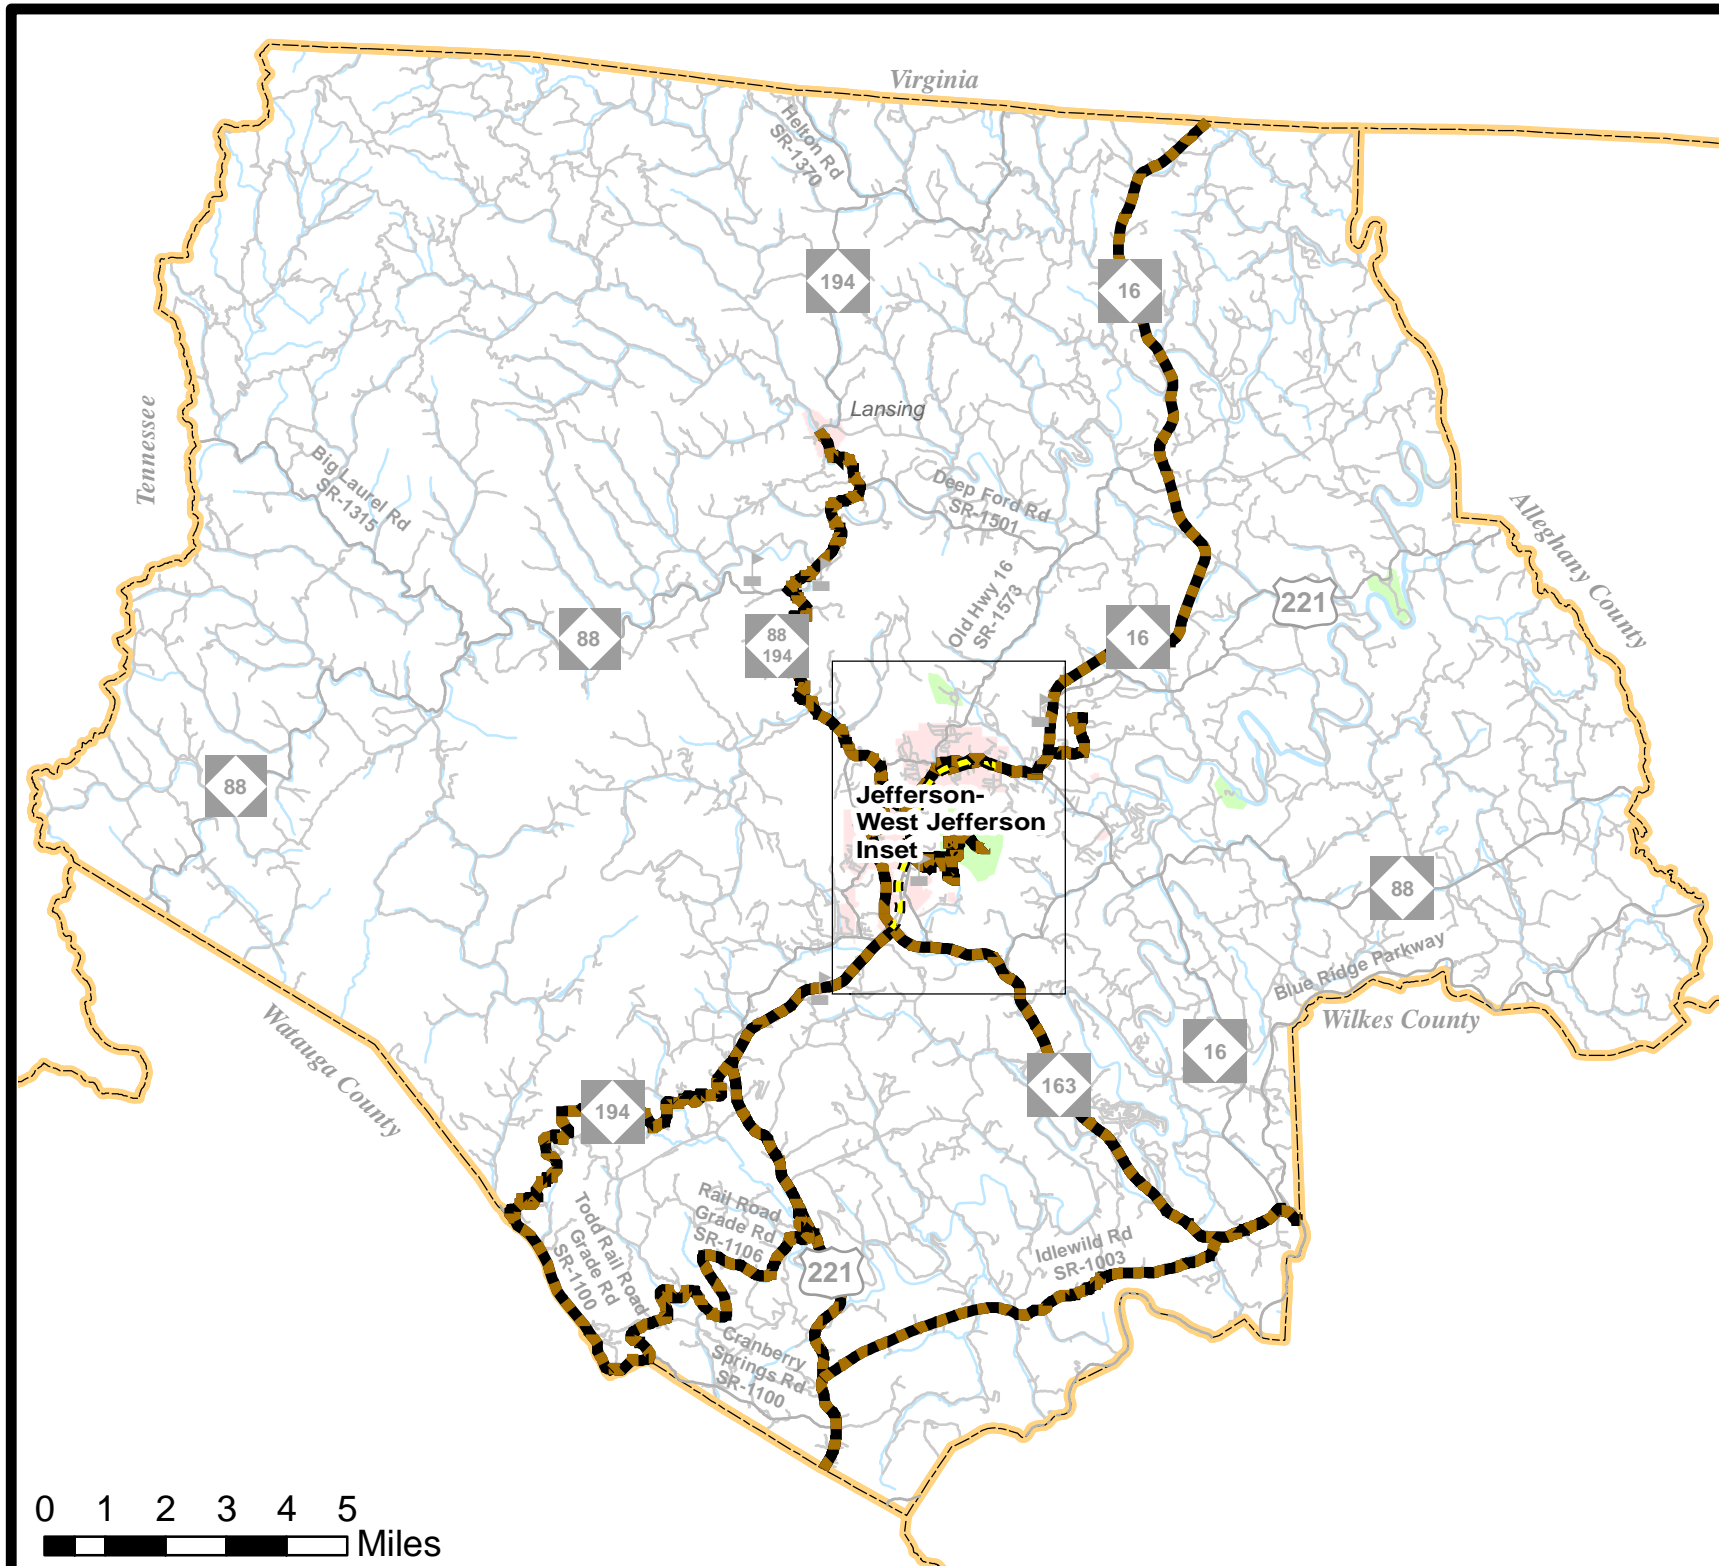 Virginia
Helton Rd
SR-1370
194
16
Tennessee
Lansing
Big Laurel Rd
SR-1315
Deep Ford Rd
SR-1501
Alleghany County
Old Hwy 16
SR-1573
221
88
88
194
16
88
Jefferson-
West Jefferson
Inset
88
Blue Ridge Parkway
Wilkes County
Watauga County
16
163
194
Rail Road
Grade Rd
SR-1106
Todd Rail Road
Grade Rd
SR-1100
Idlewild Rd
SR-1003
221
Cranberry
Springs Rd
SR-1100
0 1 2 3 4 5
Miles